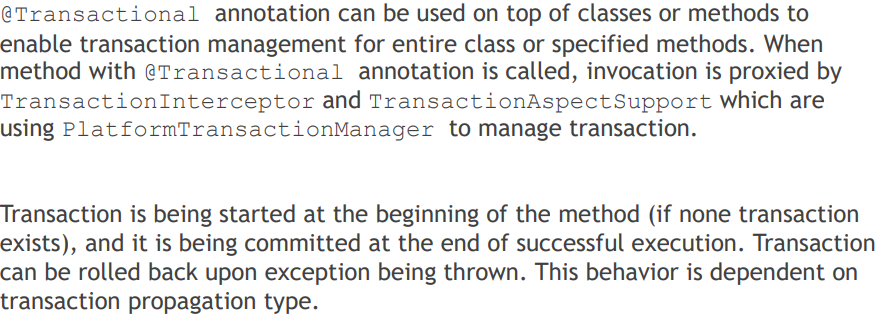 @Transactional annotation can be used on top of classes or methods to
enable transaction management for entire class or specified methods. When
method with @Transactional annotation is called, invocation is proxied by
TransactionInterceptor and TransactionAspectSupport which are
using PlatformTransactionManager to manage transaction.
Transaction is being started at the beginning of the method (if none transaction
exists), and it is being committed at the end of successful execution. Transaction
can be rolled back upon exception being thrown. This behavior is dependent on
transaction propagation type.